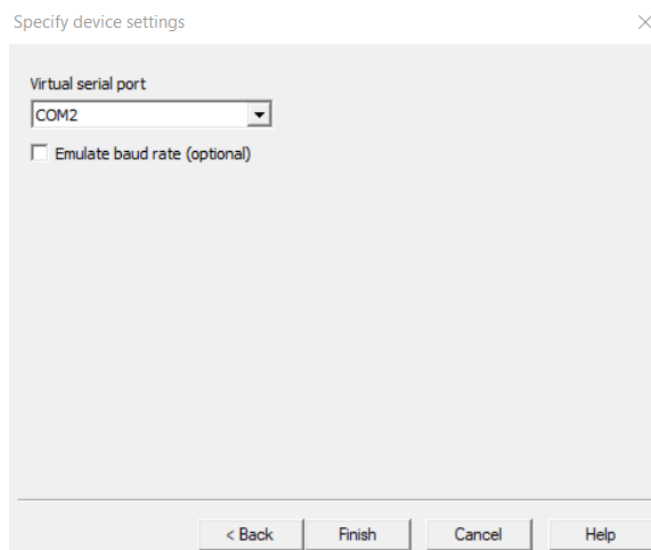 Specify device settings
Virtual serial port
COM2
Emulate baud rate (optional)
< Back Finish Cancel Help